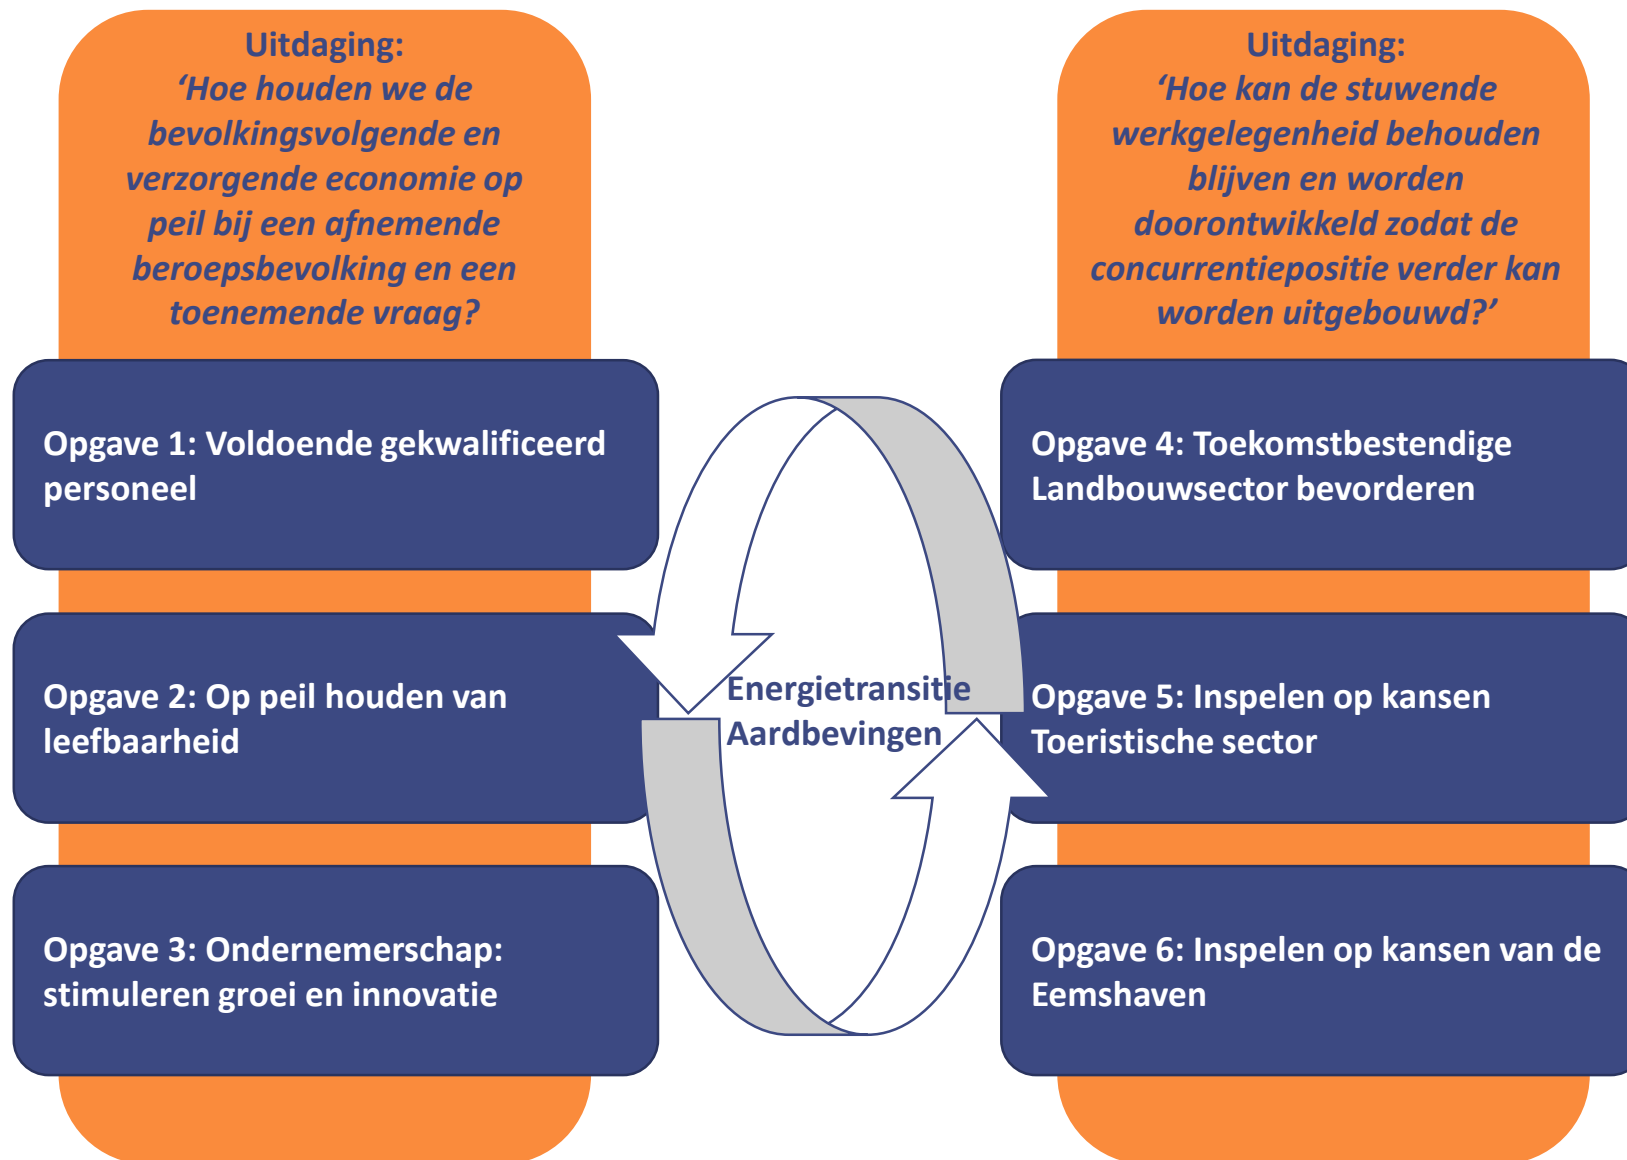 Uitdaging:
‘Hoe houden we de
bevolkingsvolgende en
verzorgende economie op
peil bij een afnemende
beroepsbevolking en een
toenemende vraag?
Opgave 1: Voldoende gekwalificeerd
personeel
Opgave 2: Op peil houden van
leefbaarheid
Opgave 3: Ondernemerschap:
stimuleren groei en innovatie
Energietransitie
Aardbevingen
Uitdaging:
‘Hoe kan de stuwende
werkgelegenheid behouden
blijven en worden
doorontwikkeld zodat de
concurrentiepositie verder kan
worden uitgebouwd?’
Opgave 4: Toekomstbestendige
Landbouwsector bevorderen
Opgave 5: Inspelen op kansen
Toeristische sector
Opgave 6: Inspelen op kansen van de
Eemshaven